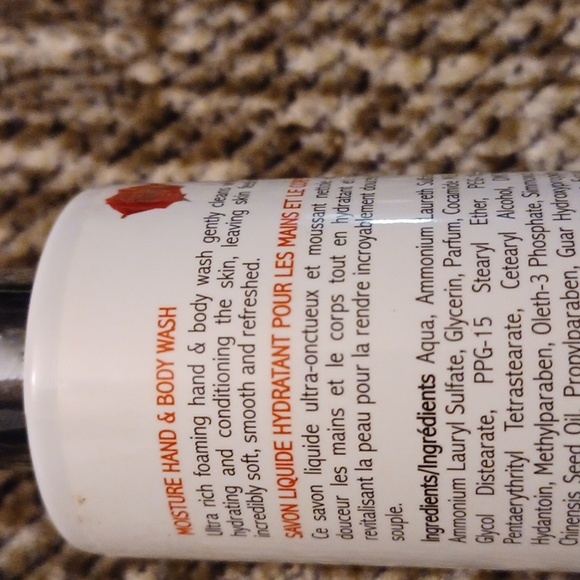 MOISTURE HAND & BODY WASH
Ultra rich foaming hand & body wash gently
hydrating and conditioning the skin, leaving skin
incredibly soft, smooth and refreshed.
SAVON LIQUIDE HYDRATANT POUR LES MAINS ET LE
Ce savon liquide ultra-onctueux et moussant
douceur les mains et le corps tout en hydratant
revitalisant la peau pour la rendre incroyablement
souple.
Ingredients/Ingrédients Aqua, Ammonium Laureth
Ammonium Lauryl Sulfate, Glycerin, Parfum, Cocamide
Glycol Distearate, PPG-15 Stearyl Ether,
Pentaerythrityl Tetrastearate, Cetearyl Alcohol,
Hydantoin, Methylparaben, Oleth-3 Phosphate,
Chinensis Seed Oil, Propylparaben, Guar